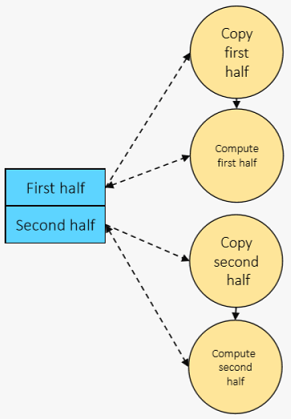 Copy
first
half
Compute
first half
First half
Second half
Copy
second
half
Compute
second
half